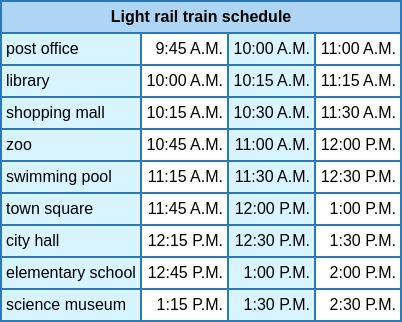 Light rail train schedule
post office 9:45 A.M. 10:00 A.M. 11:00 A.M.
library 10:00 A.M. 10:15 A.M. 11:15 A.M.
shopping mall 10:15 A.M. 10:30 A.M. 11:30 A.M.
zoo 10:45 A.M. 11:00 A.M. 12:00 P.M.
swimming pool 11:15 A.M. 11:30 A.M. 12:30 P.M.
town square 11:45 A.M. 12:00 P.M. 1:00 P.M.
city hall 12:15 P.M. 12:30 P.M. 1:30 P.M.
elementary school 12:45 P.M. 1:00 P.M. 2:00 P.M.
science museum 1:15 P.M. 1:30 P.M. 2:30 P.M.